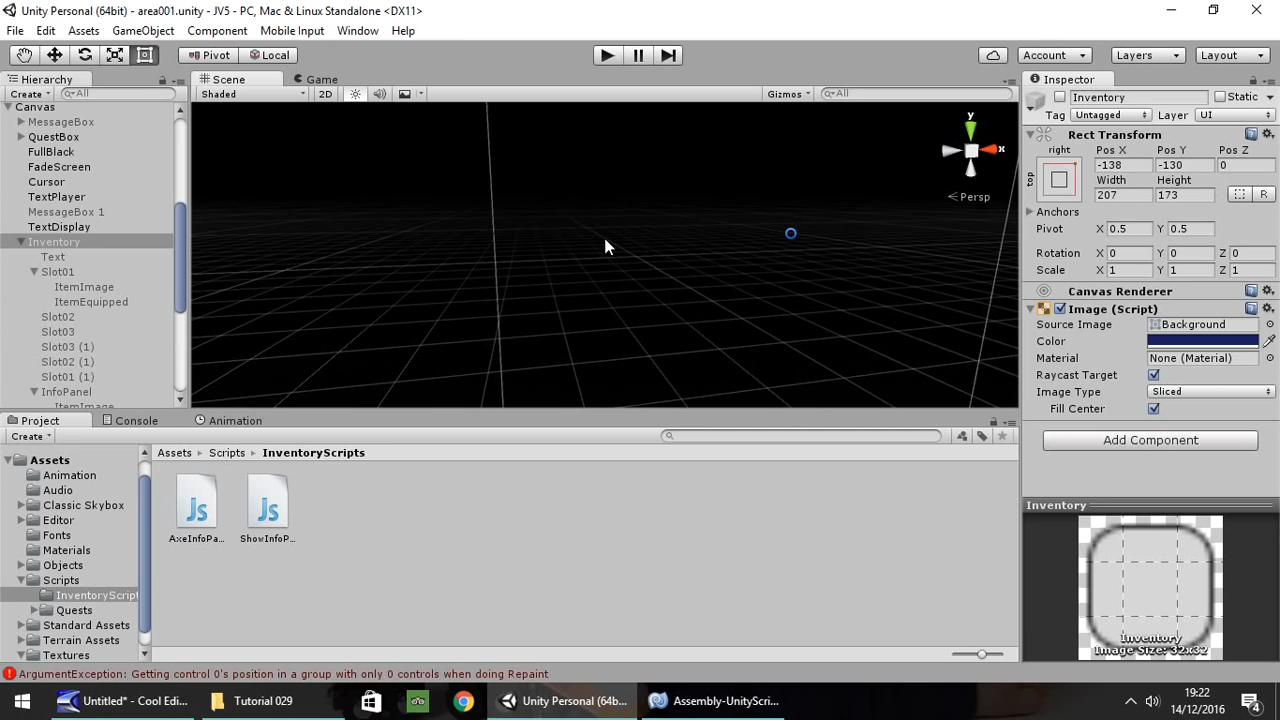 Unity Personal (64bit) - area001.unity - JV5 - PC, Mac & Linux Standalone <DX11>
File Edit Assets GameObject Component Mobile Input Window Help
Pivot Local Account Layers Layout
Hierarchy Scene Game Inspector
Create All Shaded 2D Gizmos All Inventory Static
Canvas
MessageBox
QuestBox
FullBlack
FadeScreen
Cursor
TextPlayer
MessageBox 1
TextDisplay
Inventory
Text
Slot01
ItemImage
ItemEquipped
Slot02
Slot03
Slot03 (1)
Slot02 (1)
Slot01 (1)
InfoPanel
ItemImage
y
x
Persp
Tag Untagged Layer UI
Rect Transform
right Pos X Pos Y Pos Z
top -138 -130 0
Width Height
207 173 R
Anchors
Pivot X 0.5 Y 0.5
Rotation X 0 Y 0 Z 0
Scale X 1 Y 1 Z 1
Canvas Renderer
Image (Script)
Source Image Background
Color
Material None (Material)
Raycast Target
Image Type Sliced
Fill Center
Add Component
Project Console Animation
Create
Assets
Animation
Audio
Classic Skybox
Editor
Fonts
Materials
Objects
Scripts
InventoryScript
Quests
Standard Assets
Terrain Assets
Textures
Assets Scripts InventoryScripts
Js Js
AxeInfoPa... ShowInfoP...
Inventory
Inventory
Image Size: 32x32
ArgumentException: Getting control 0's position in a group with only 0 controls when doing Repaint
Untitled* - Cool Edi... Tutorial 029 Unity Personal (64b... Assembly-UnityScri...
19:22
14/12/2016
4